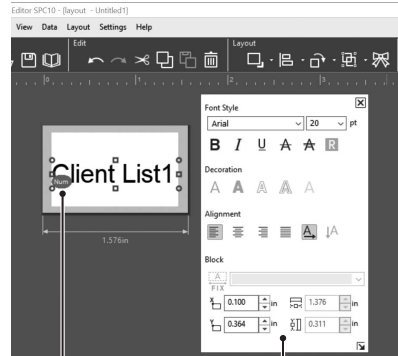 Editor SPC10 - [layout - Untitled1]
View Data Layout Settings Help
Edit
Layout
0 1 2 3
Client List1
Num
1.576in
Font Style
Arial 20 pt
B I U A A R
Decoration
A A A A A
Alignment
A A
Block
A
FIX
X 0.100 in 1.376 in
Y 0.364 in 0.311 in